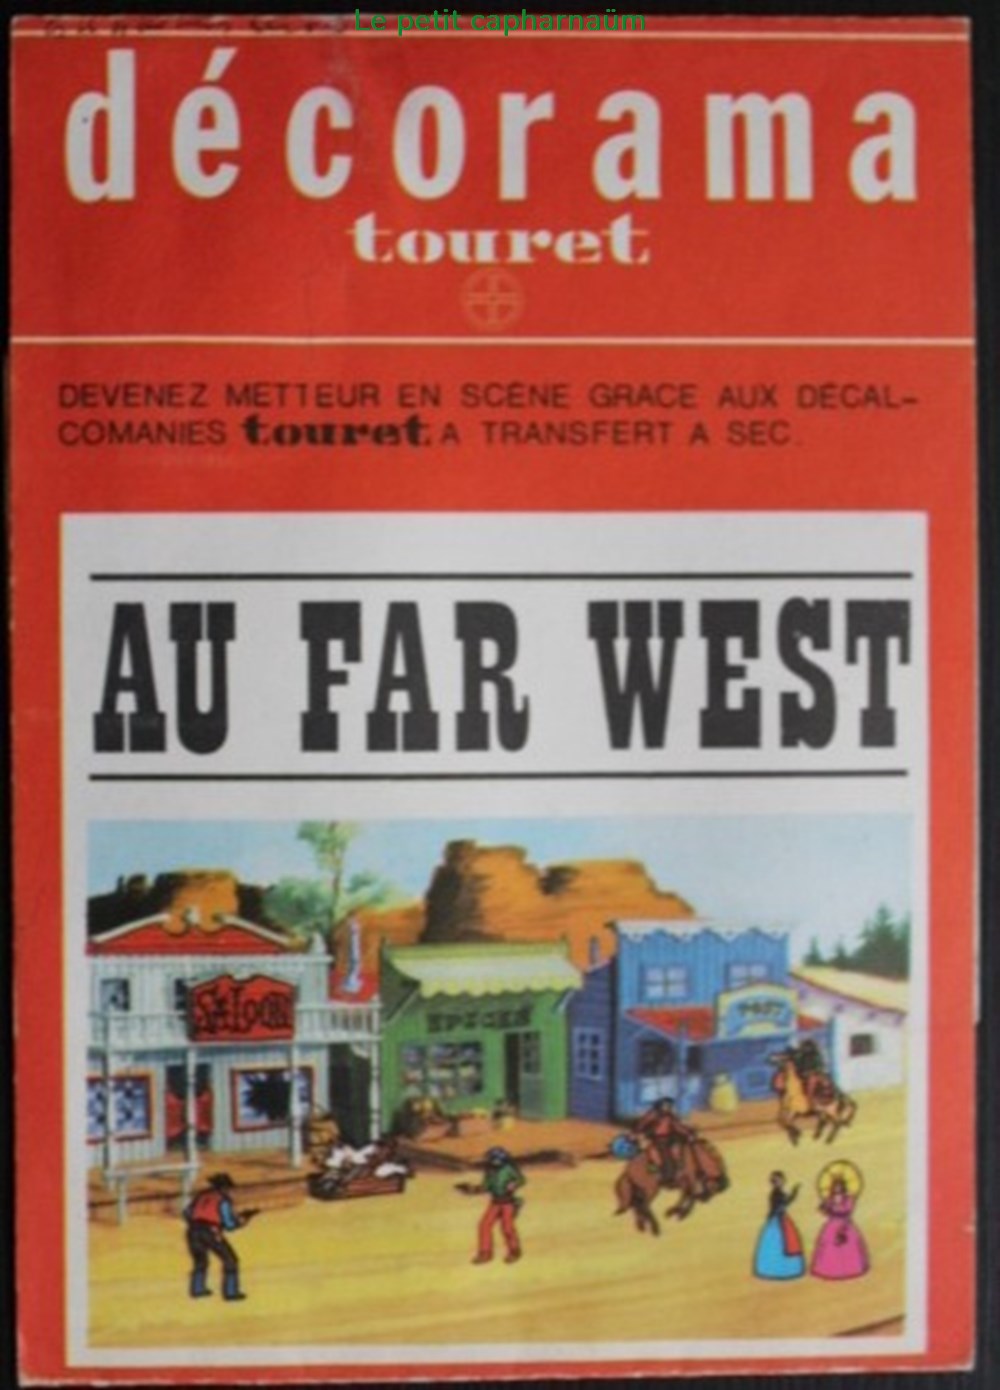 Le petit capharnaüm
décorama
touret
DEVENEZ METTEUR EN SCÈNE GRACE AUX DÉCAL-
COMANIES touret A TRANSFERT A SEC.
AU FAR WEST
Saloon
EPICES
POST